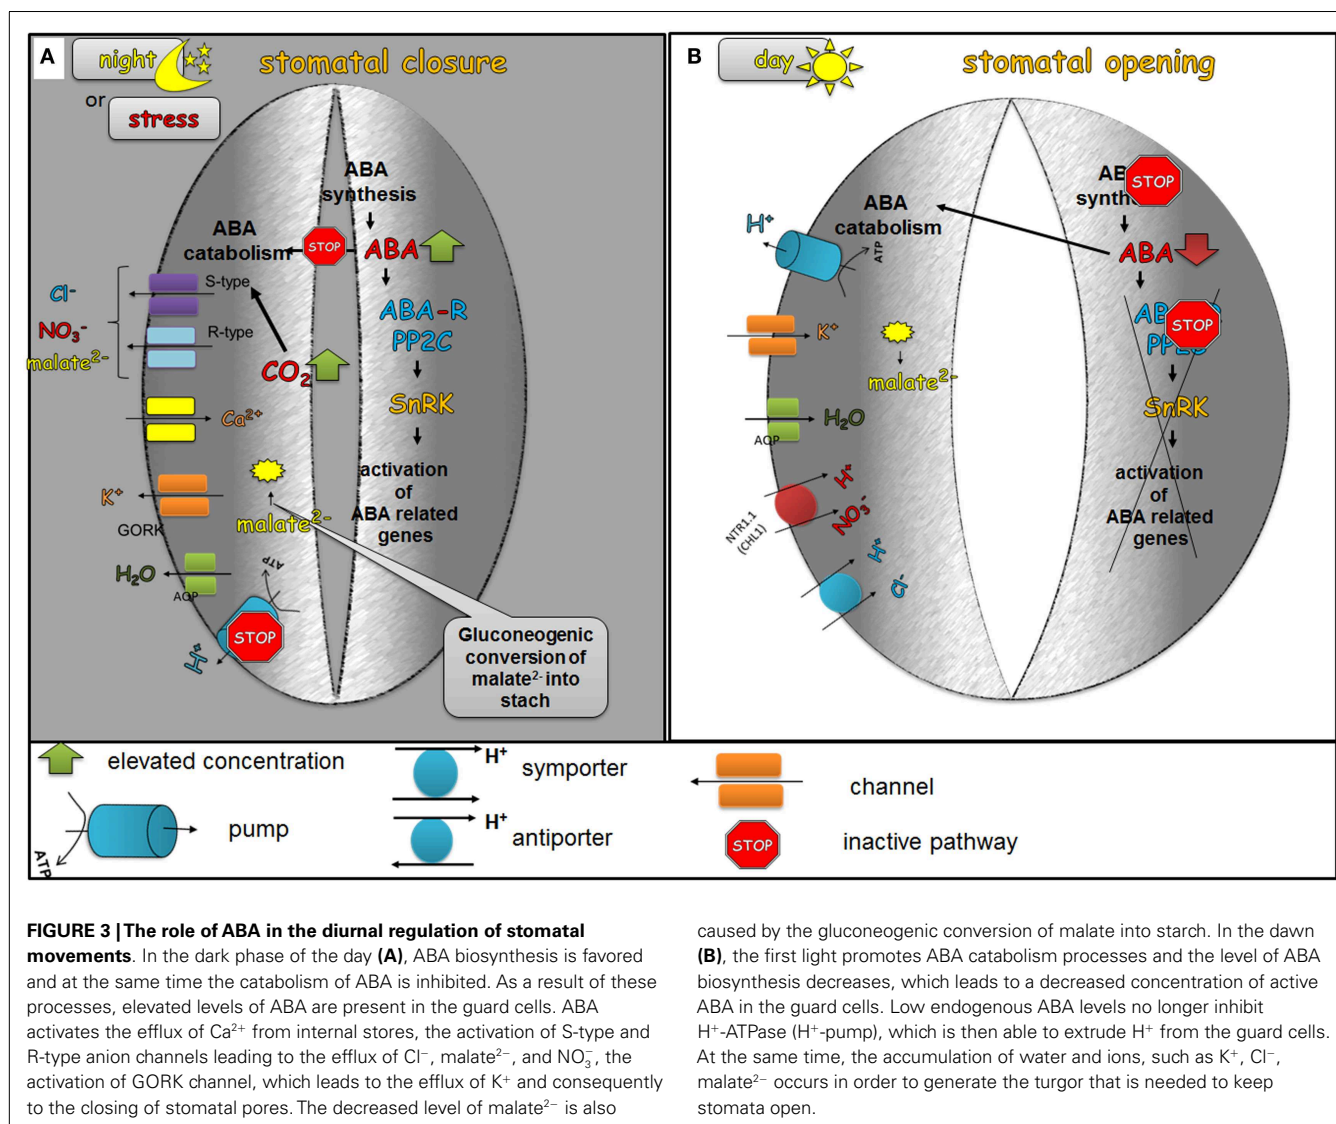 A
night
stomatal closure
or
stress
ABA
synthesis
ABA
catabolism
STOP
ABA
S-type
Cl-
NO3-
malate2-
R-type
ABA-R
PP2C
CO2
Ca2+
SnRK
K+
GORK
malate2-
activation
of
ABA related
genes
H2O
AQP
ATP
STOP
H+
Gluconeogenic
conversion of
malate2- into
stach
B
day
stomatal opening
STOP
ABA
catabolism
H+
ATP
ABA
K+
STOP
malate2-
SnRK
H2O
AQP
activation
of
ABA related
genes
H+
NO3-
NTR1.1
(CHL1)
H+
Cl-
elevated concentration
pump
ATP
H+ symporter
H+ antiporter
channel
STOP inactive pathway
FIGURE 3 | The role of ABA in the diurnal regulation of stomatal
movements. In the dark phase of the day (A), ABA biosynthesis is favored
and at the same time the catabolism of ABA is inhibited. As a result of these
processes, elevated levels of ABA are present in the guard cells. ABA
activates the efflux of Ca2+ from internal stores, the activation of S-type and
R-type anion channels leading to the efflux of Cl−, malate2−, and NO3−, the
activation of GORK channel, which leads to the efflux of K+ and consequently
to the closing of stomatal pores. The decreased level of malate2− is also
caused by the gluconeogenic conversion of malate into starch. In the dawn
(B), the first light promotes ABA catabolism processes and the level of ABA
biosynthesis decreases, which leads to a decreased concentration of active
ABA in the guard cells. Low endogenous ABA levels no longer inhibit
H+-ATPase (H+-pump), which is then able to extrude H+ from the guard cells.
At the same time, the accumulation of water and ions, such as K+, Cl−,
malate2− occurs in order to generate the turgor that is needed to keep
stomata open.